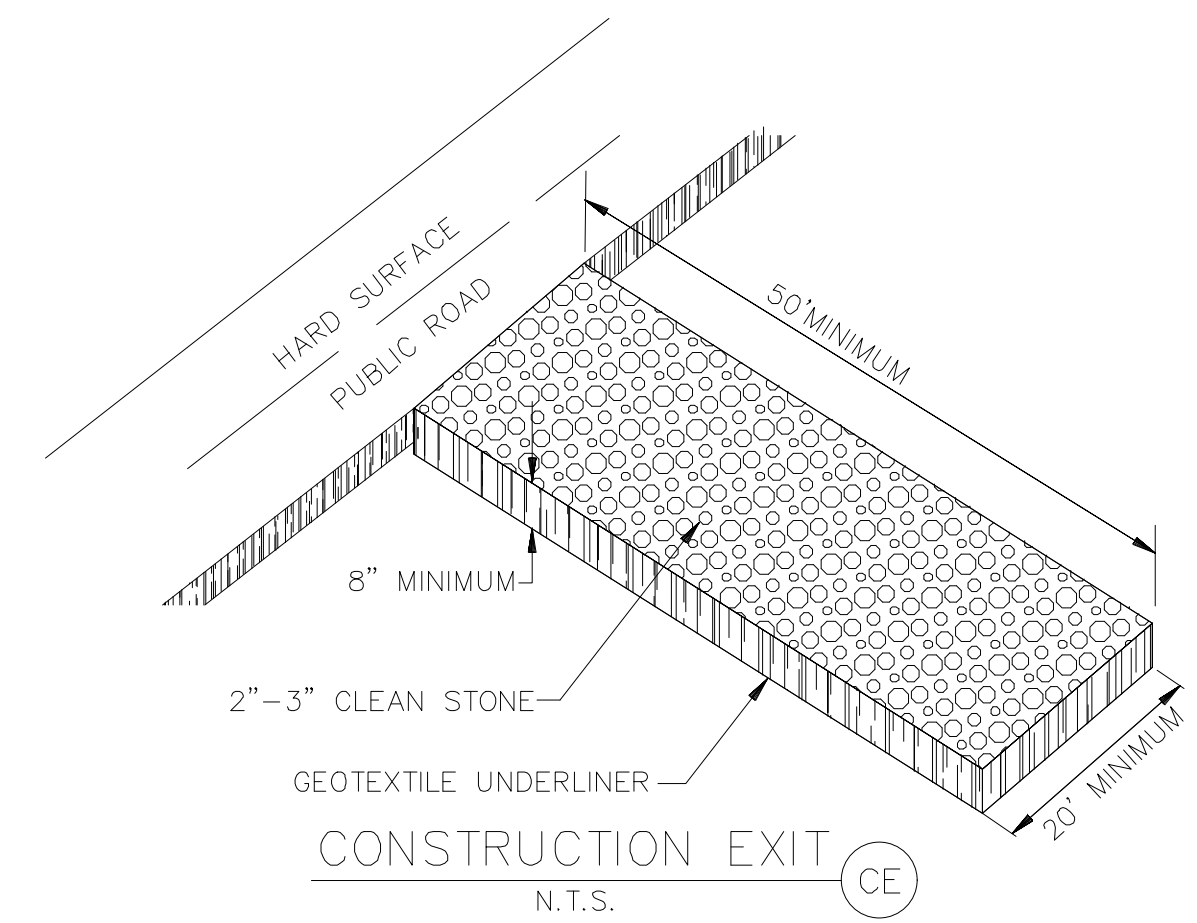 HARD SURFACE
PUBLIC ROAD
50'MINIMUM
8" MINIMUM
2"-3" CLEAN STONE
GEOTEXTILE UNDERLINER
20' MINIMUM
CONSTRUCTION EXIT
CE
N.T.S.